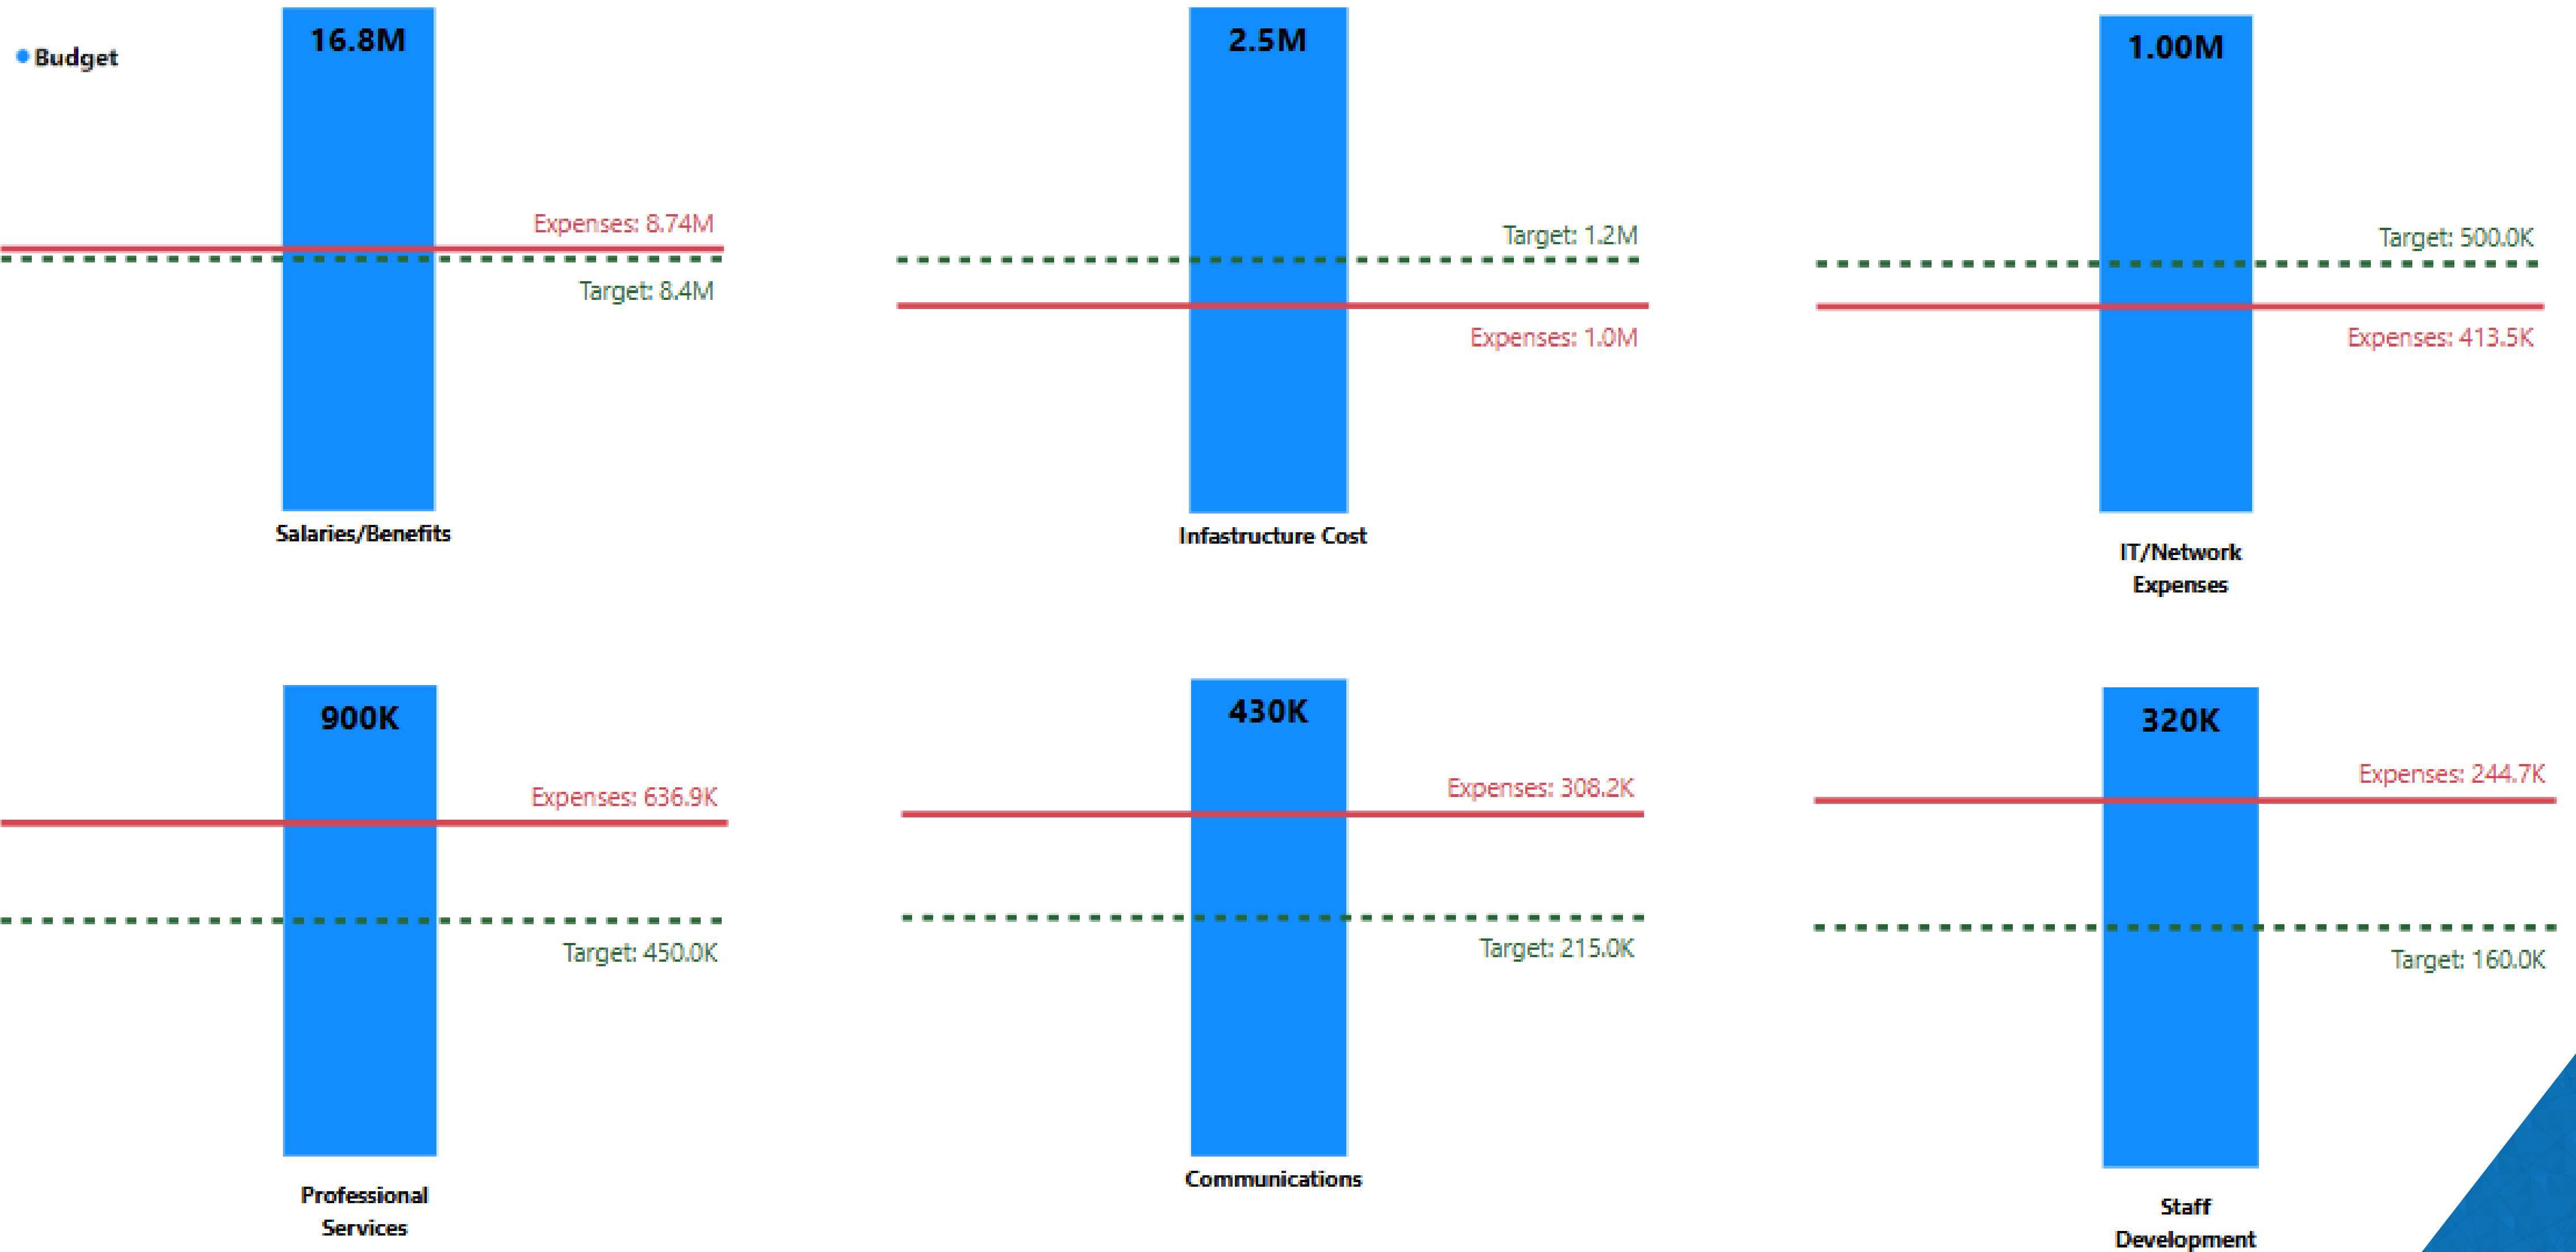 Budget
16.8M
Expenses: 8.74M
Target: 8.4M
Salaries/Benefits
2.5M
Target: 1.2M
Expenses: 1.0M
Infastructure Cost
1.00M
Target: 500.0K
Expenses: 413.5K
IT/Network
Expenses
900K
Expenses: 636.9K
Target: 450.0K
Professional
Services
430K
Expenses: 308.2K
Target: 215.0K
Communications
320K
Expenses: 244.7K
Target: 160.0K
Staff
Development